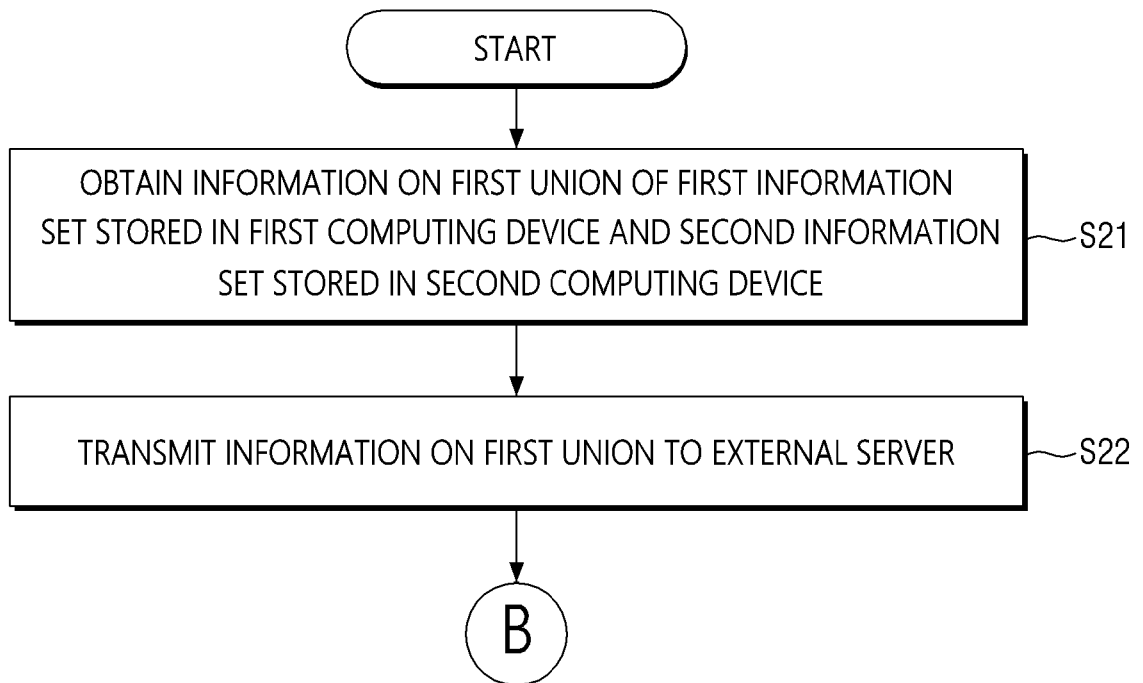 START
OBTAIN INFORMATION ON FIRST UNION OF FIRST INFORMATION
SET STORED IN FIRST COMPUTING DEVICE AND SECOND INFORMATION
SET STORED IN SECOND COMPUTING DEVICE
S21
TRANSMIT INFORMATION ON FIRST UNION TO EXTERNAL SERVER
S22
B